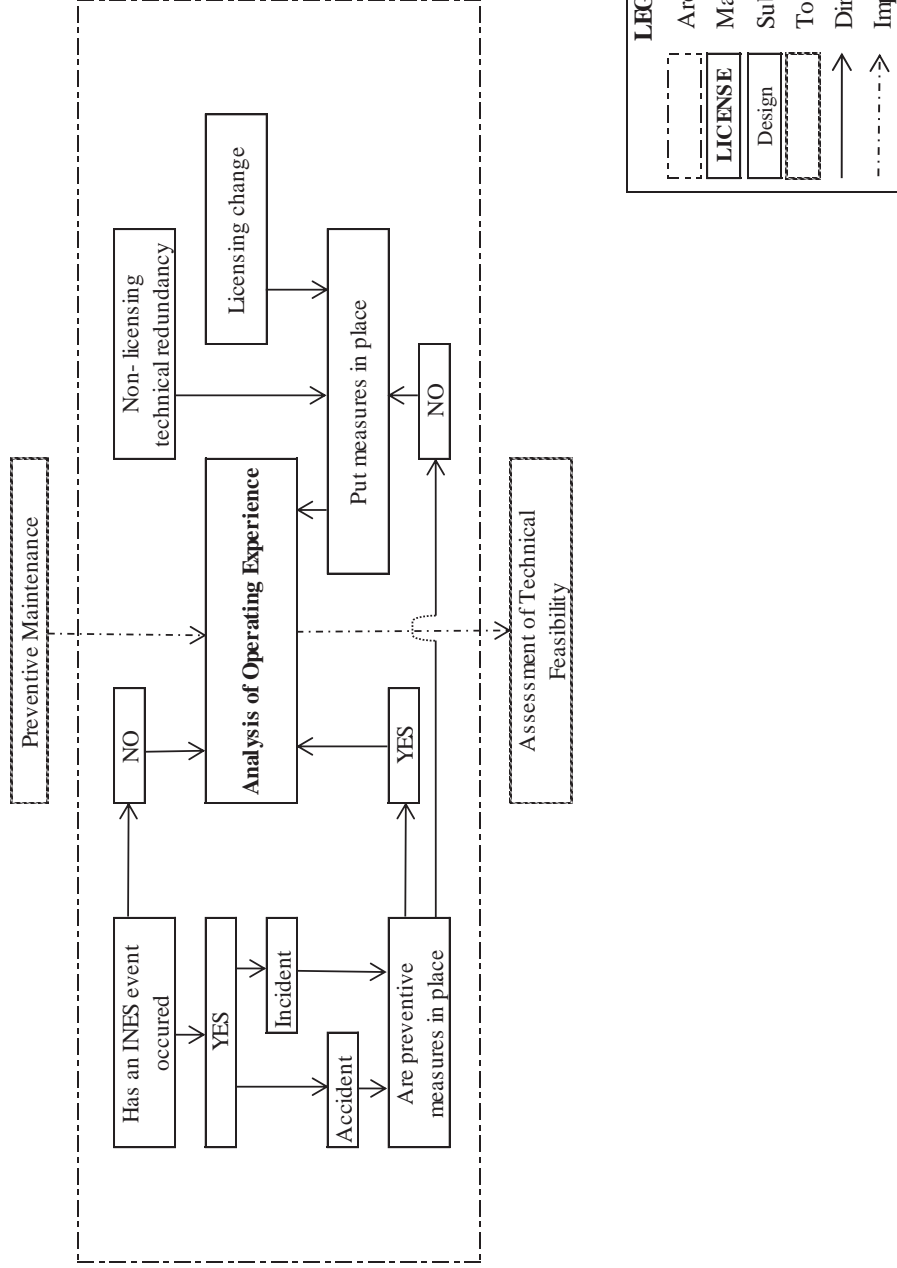 Preventive Maintenance
Has an INES event
occured
NO
Non- licensing
technical redundancy
YES
Analysis of Operating Experience
Licensing change
Incident
Accident
Put measures in place
Are preventive
measures in place
YES
NO
Assessment of Technical
Feasibility
LICENSE
Design
To